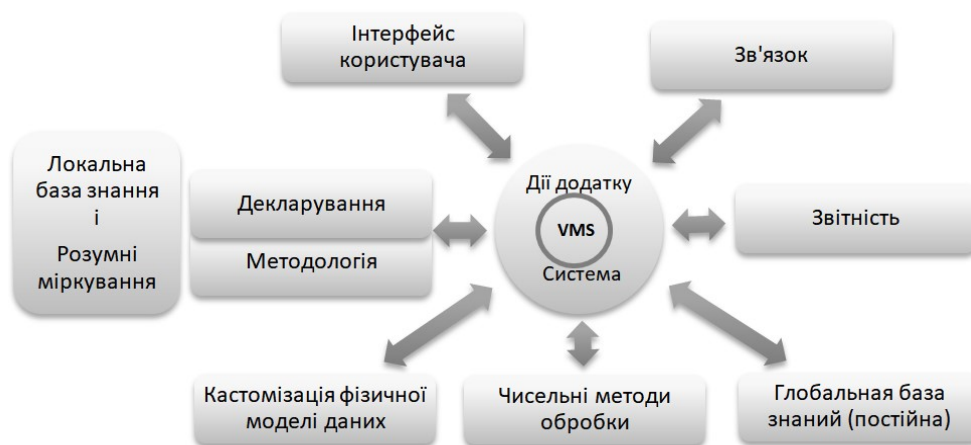 Інтерфейс
користувача
Зв'язок
Локальна
база знання
і
Розумні
міркування
Декларування
Методологія
Дії додатку
VMS
Система
Звітність
Кастомізація фізичної
моделі даних
Чисельні методи
обробки
Глобальная база
знаний (постійна)